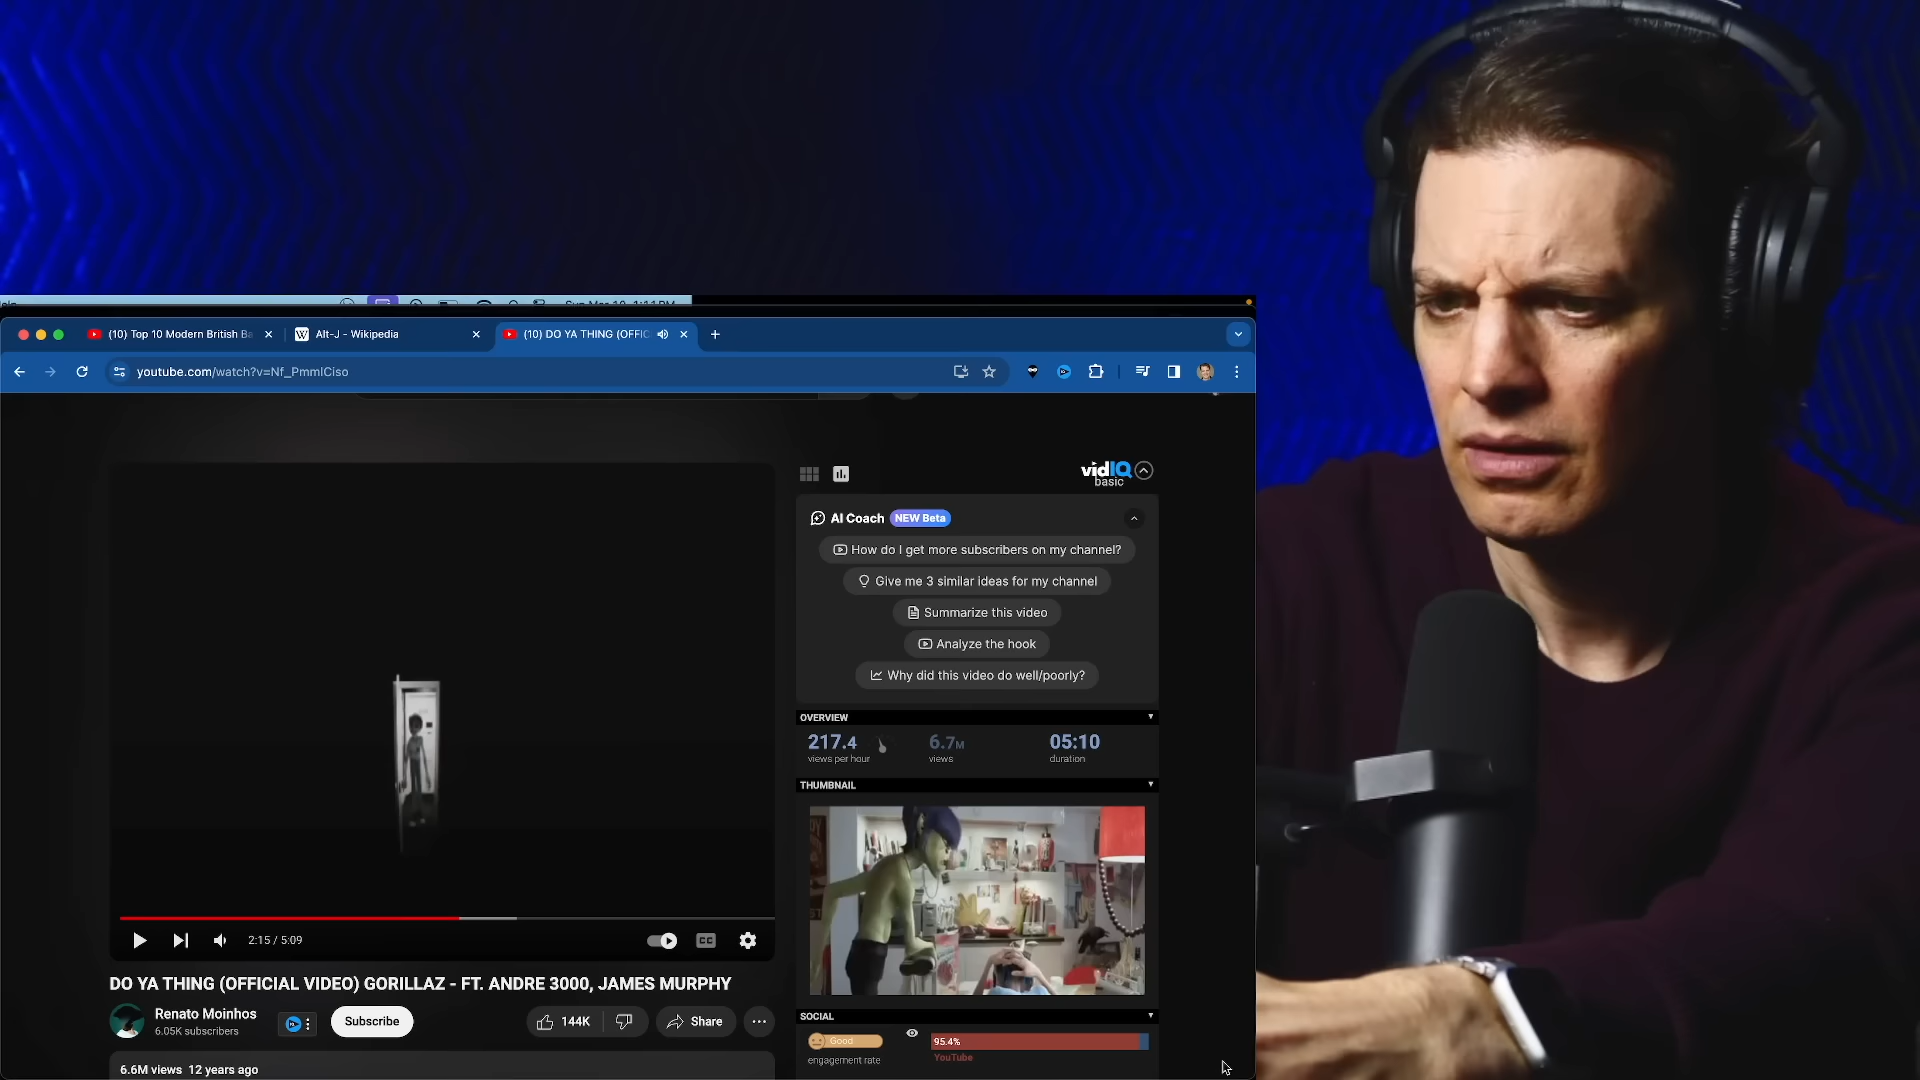 (10) Top 10 Modern British Ba
Alt-J - Wikipedia
(10) DO YA THING (OFFIC
youtube.com/watch?v=Nf_PmmlCiso
vidIQ
basic
AI Coach NEW Beta
How do I get more subscribers on my channel?
Give me 3 similar ideas for my channel
Summarize this video
Analyze the hook
Why did this video do well/poorly?
OVERVIEW
217.4 6.7M 05:10
views per hour views duration
THUMBNAIL
2:15 / 5:09
CC
DO YA THING (OFFICIAL VIDEO) GORILLAZ - FT. ANDRE 3000, JAMES MURPHY
Renato Moinhos
6.05K subscribers
Subscribe
144K
Share
SOCIAL
Good 95.4%
engagement rate YouTube
6.6M views 12 years ago